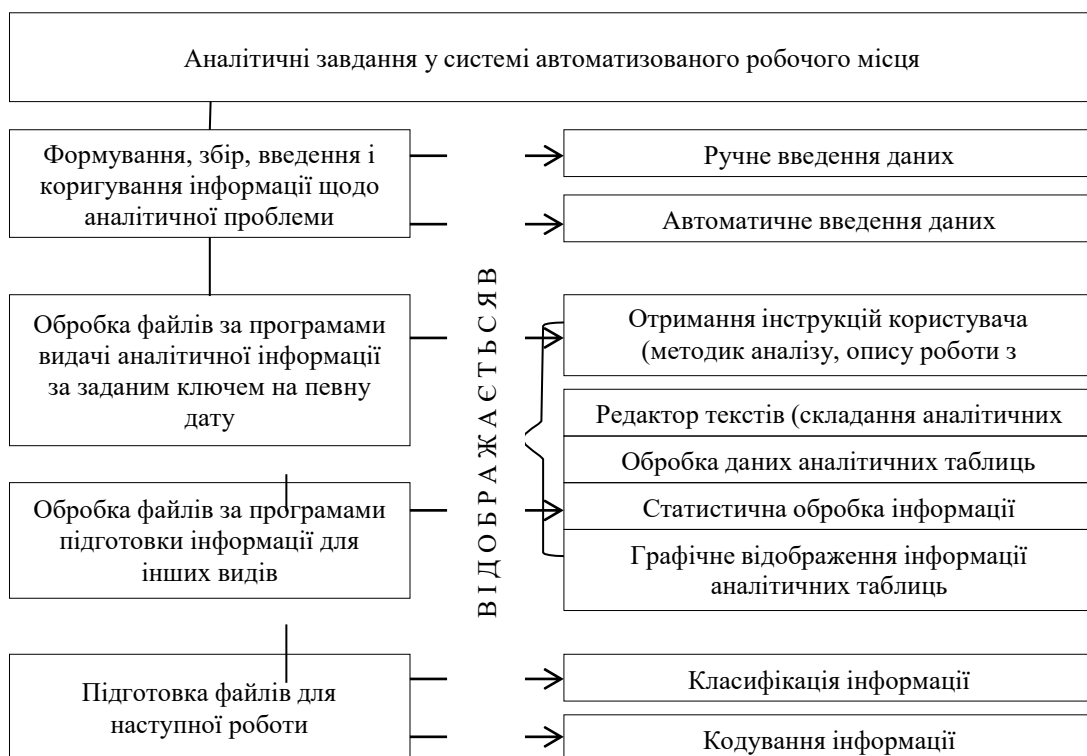 Аналітичні завдання у системі автоматизованого робочого місця
Формування, збір, введення і
коригування інформації щодо
аналітичної проблеми
Ручне введення даних
Автоматичне введення даних
В І Д О Б Р А Ж А Є Т Ь С Я В
Обробка файлів за програмами
видачі аналітичної інформації
за заданим ключем на певну
дату
Отримання інструкцій користувача
(методик аналізу, опису роботи з
Редактор текстів (складання аналітичних
Обробка даних аналітичних таблиць
Обробка файлів за програмами
підготовки інформації для
інших видів
Статистична обробка інформації
Графічне відображення інформації
аналітичних таблиць
Підготовка файлів для
наступної роботи
Класифікація інформації
Кодування інформації